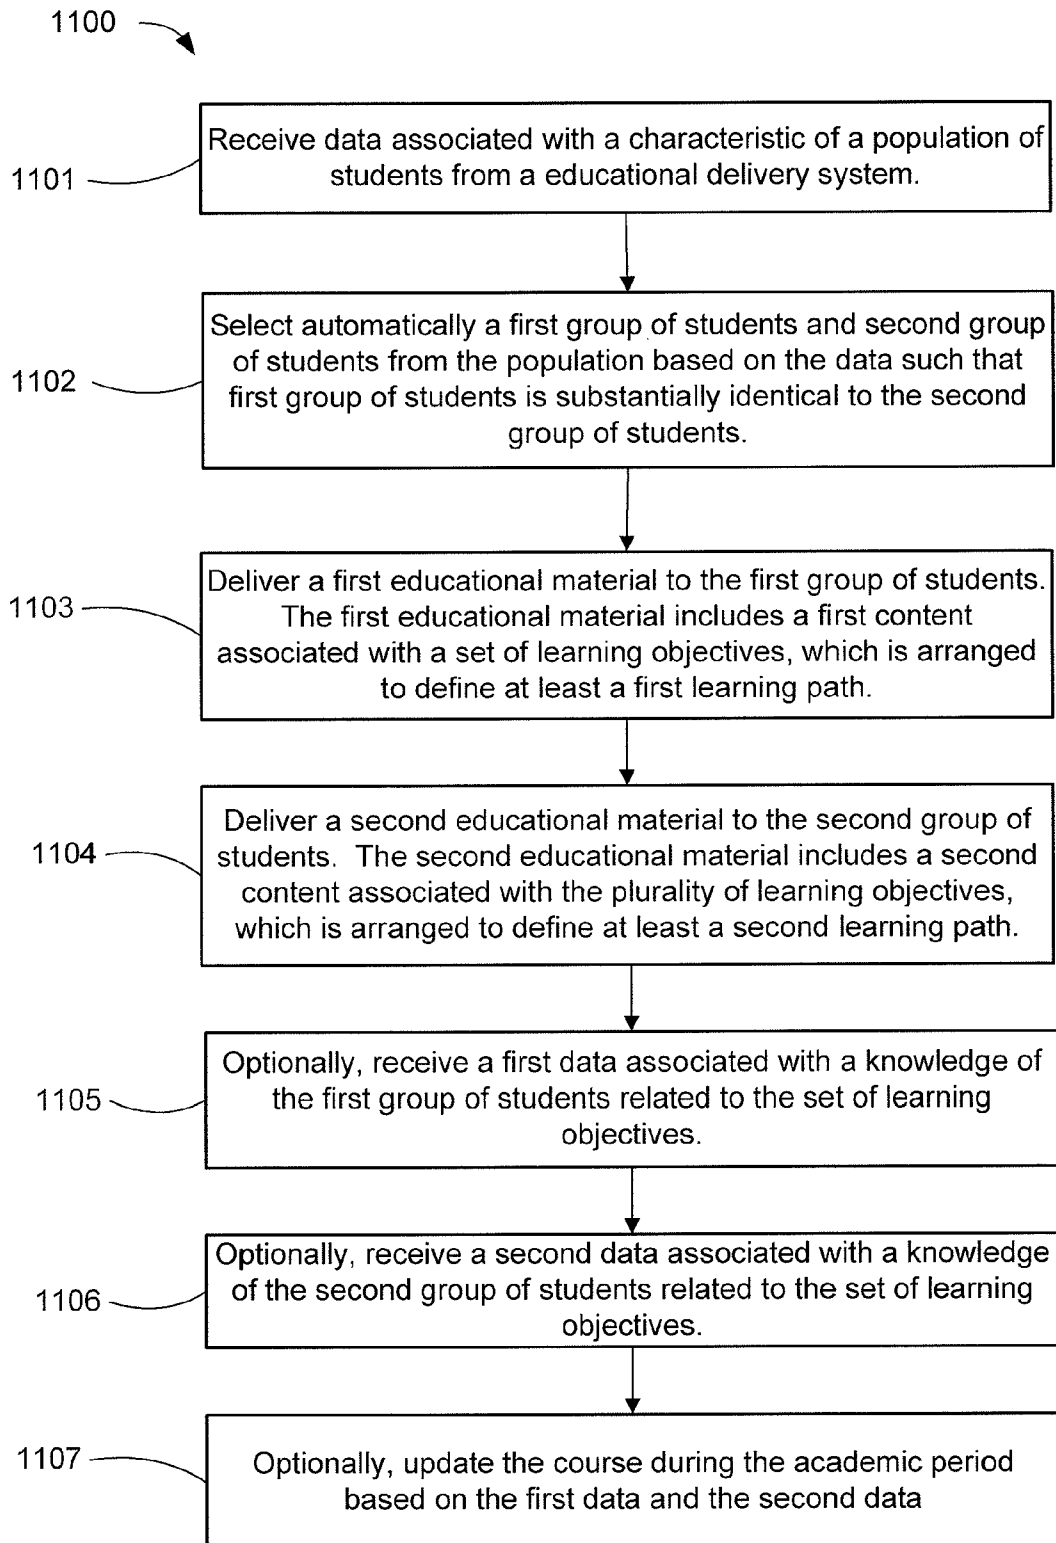 1100
Receive data associated with a characteristic of a population of
students from a educational delivery system.
1101
Select automatically a first group of students and second group
of students from the population based on the data such that
first group of students is substantially identical to the second
group of students.
1102
Deliver a first educational material to the first group of students.
The first educational material includes a first content
associated with a set of learning objectives, which is arranged
to define at least a first learning path.
1103
Deliver a second educational material to the second group of
students. The second educational material includes a second
content associated with the plurality of learning objectives,
which is arranged to define at least a second learning path.
1104
Optionally, receive a first data associated with a knowledge of
the first group of students related to the set of learning
objectives.
1105
Optionally, receive a second data associated with a knowledge
of the second group of students related to the set of learning
objectives.
1106
Optionally, update the course during the academic period
based on the first data and the second data
1107